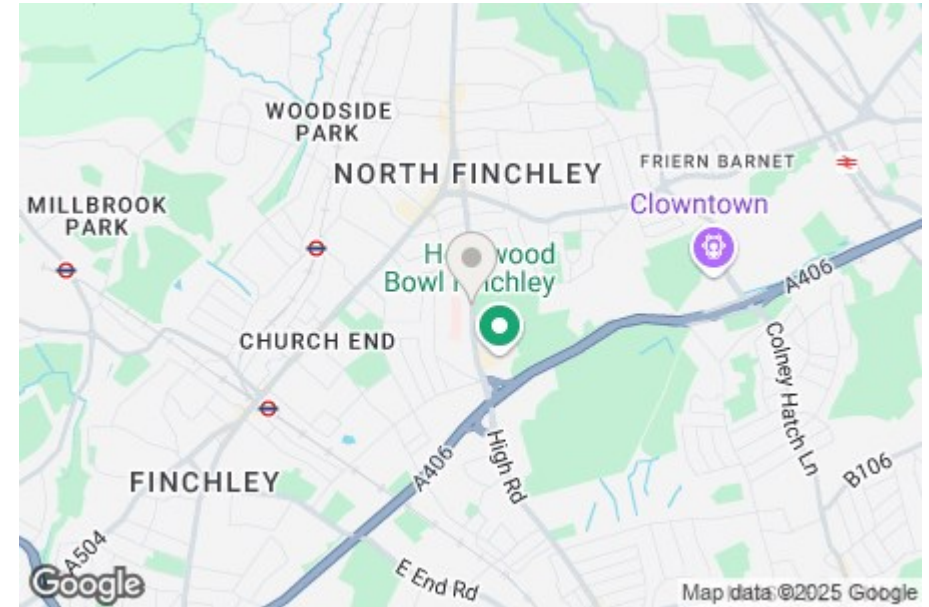 WOODSIDE
PARK
NORTH FINCHLEY
FRIERN BARNET
MILLBROOK
PARK
Clowntown
wood
Bowl
A406
CHURCH END
Colney Hatch Ln
High Rd
A406
FINCHLEY
B106
A504
E End Rd
Google
Map data ©2025 Google